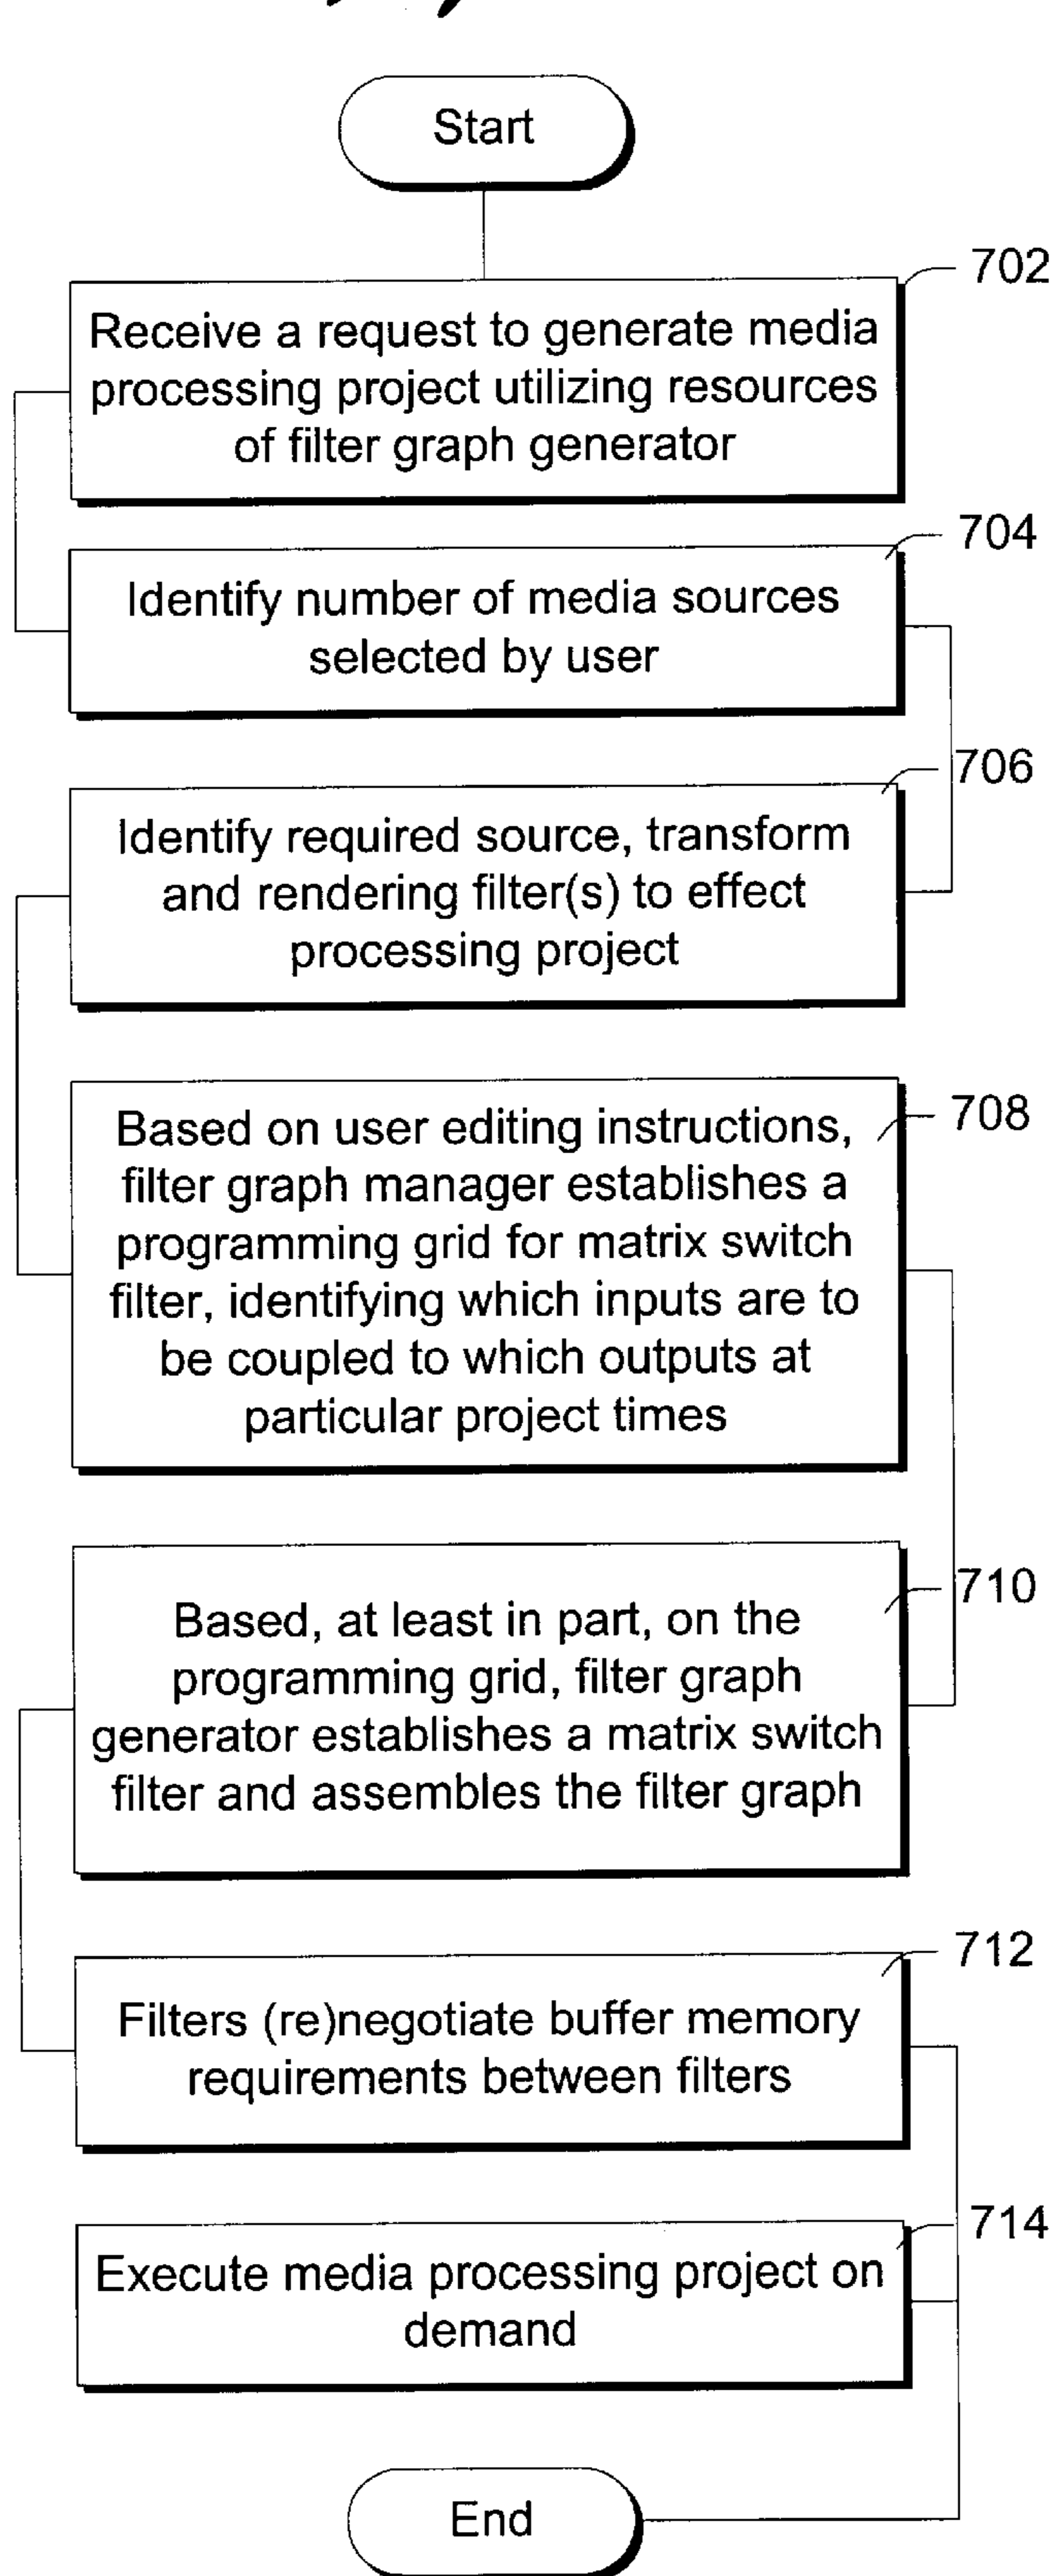 Start
702
Receive a request to generate media
processing project utilizing resources
of filter graph generator
704
Identify number of media sources
selected by user
706
Identify required source, transform
and rendering filter(s) to effect
processing project
708
Based on user editing instructions,
filter graph manager establishes a
programming grid for matrix switch
filter, identifying which inputs are to
be coupled to which outputs at
particular project times
710
Based, at least in part, on the
programming grid, filter graph
generator establishes a matrix switch
filter and assembles the filter graph
712
Filters (re)negotiate buffer memory
requirements between filters
714
Execute media processing project on
demand
End